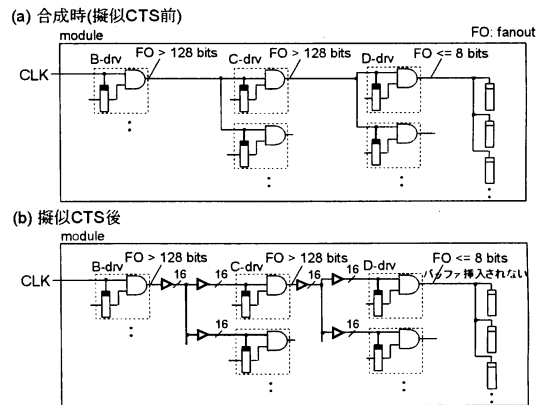 (a) 合成時(擬似CTS前)
module
FO: fanout
B-drv
FO > 128 bits
C-drv
FO > 128 bits
D-drv
FO <= 8 bits
CLK
(b) 擬似CTS後
module
B-drv
FO > 128 bits
C-drv
FO > 128 bits
D-drv
FO <= 8 bits
バッファ挿入されない
CLK
16
16
16
16
16
16